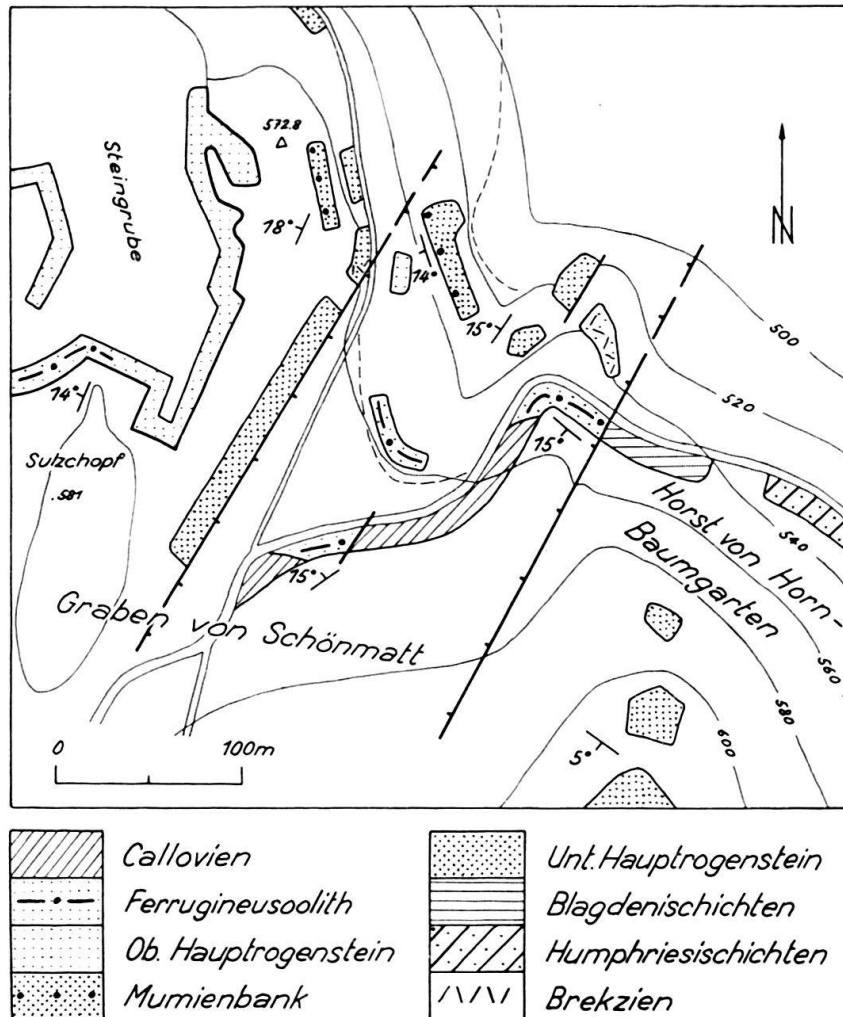 572.8
Steingrube
18°
14°
15°
N
500
520
14°
Sulzchopf
.581
15°
540
Horst von Horn-
Baumgarten
15°
Graben von Schönmatt
560
580
600
5°
0 100m
Callovien
Ferrugineusoolith
Ob. Hauptrogenstein
Mumienbank
Unt. Hauptrogenstein
Blagdenischichten
Humphriesischichten
Brekzien